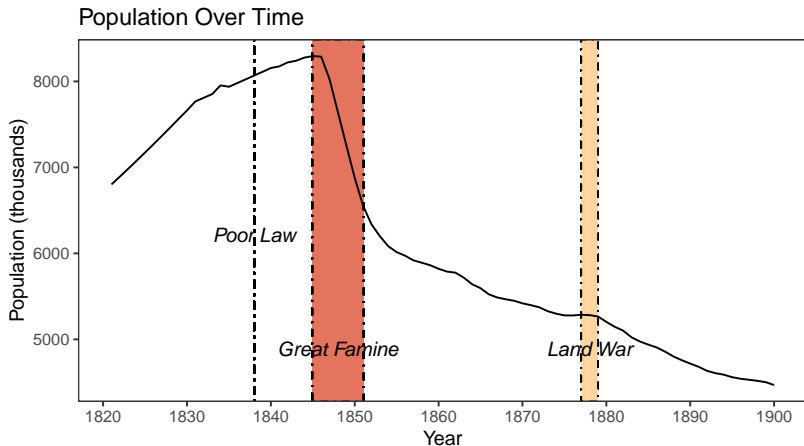 Population Over Time
Population (thousands)
8000
7000
6000
5000
Poor Law
Great Famine
Land War
1820 1830 1840 1850 1860 1870 1880 1890 1900
Year